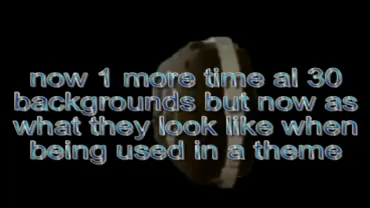 now 1 more time al 30
backgrounds but now as
what they look like when
being used in a theme